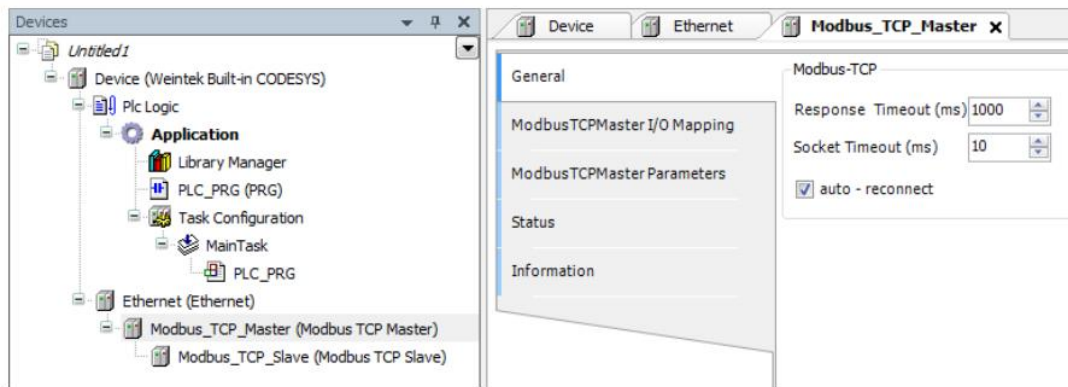 Devices
Untitled1
Device (Weintek Built-in CODESYS)
Plc Logic
Application
Library Manager
PLC_PRG (PRG)
Task Configuration
MainTask
PLC_PRG
Ethernet (Ethernet)
Modbus_TCP_Master (Modbus TCP Master)
Modbus_TCP_Slave (Modbus TCP Slave)
Device Ethernet Modbus_TCP_Master
General
ModbusTCPMaster I/O Mapping
ModbusTCPMaster Parameters
Status
Information
Modbus-TCP
Response Timeout (ms) 1000
Socket Timeout (ms) 10
auto - reconnect